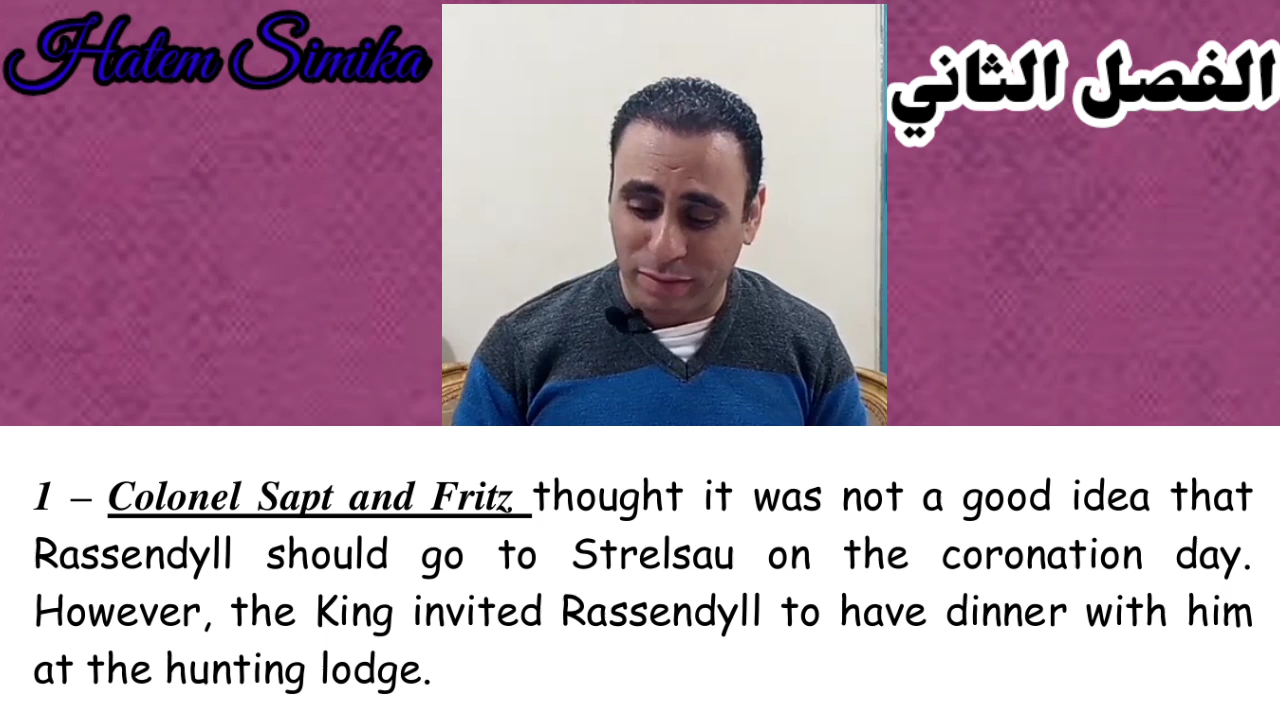 Hatem Simika
الفصل الثاني
1 – Colonel Sapt and Fritz thought it was not a good idea that
Rassendyll should go to Strelsau on the coronation day.
However, the King invited Rassendyll to have dinner with him
at the hunting lodge.